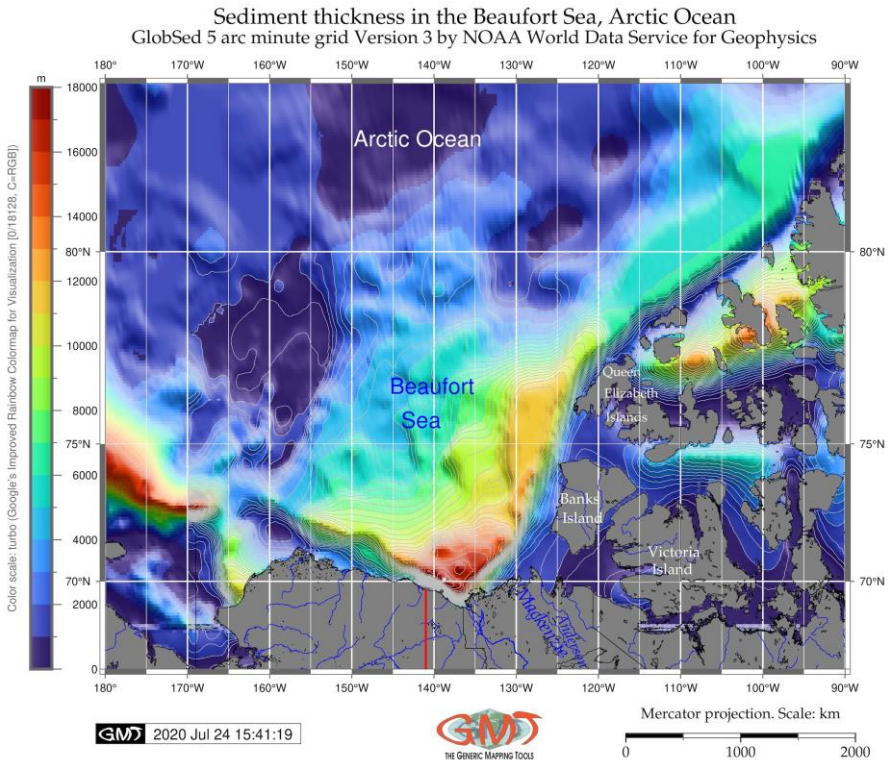 Sediment thickness in the Beaufort Sea, Arctic Ocean
GlobSed 5 arc minute grid Version 3 by NOAA World Data Service for Geophysics
180° 170°W 160°W 150°W 140°W 130°W 120°W 110°W 100°W 90°W
m
18000
16000
14000
12000
10000
8000
6000
4000
2000
0
Color scale: turbo (Google's Improved Rainbow Colormap for Visualization [0/18128, C=RGB])
80°N
75°N
70°N
80°N
75°N
70°N
Arctic Ocean
Beaufort
Sea
Queen
Elizabeth
Islands
Banks
Island
Victoria
Island
Mackenzie
Anderson
180° 170°W 160°W 150°W 140°W 130°W 120°W 110°W 100°W 90°W
GMT 2020 Jul 24 15:41:19
GMT
THE GENERIC MAPPING TOOLS
Mercator projection. Scale: km
0 1000 2000